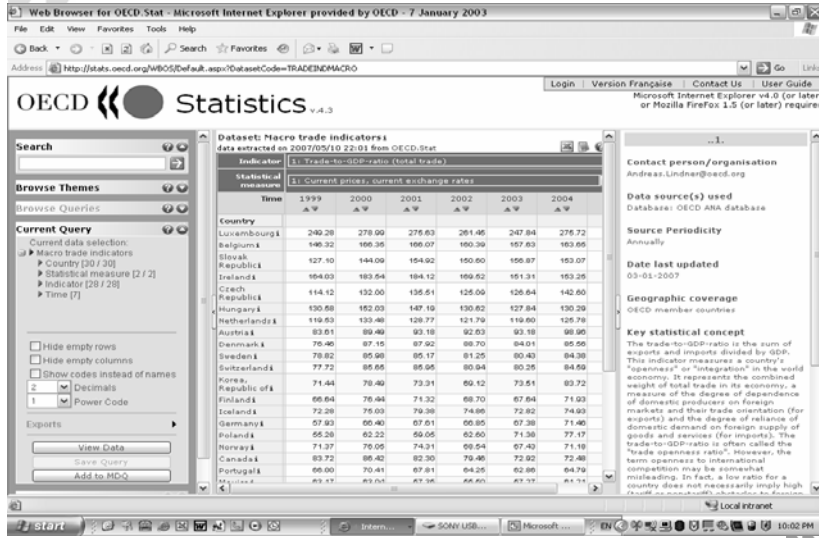 Web Browser for OECD.Stat - Microsoft Internet Explorer provided by OECD - 7 January 2003
File Edit View Favorites Tools Help
Back Search Favorites
Address http://stats.oecd.org/WBOS/Default.aspx?DatasetCode=TRADEINDMACRO Go Links
Login Version Française Contact Us User Guide
OECD Statistics v.4.3
Microsoft Internet Explorer v4.0 (or later
or Mozilla FireFox 1.5 (or later) require
Search
Browse Themes
Browse Queries
Current Query
Current data selection:
Macro trade indicators
Country [30 / 30]
Statistical measure [2 / 2]
Indicator [28 / 28]
Time [7]
Hide empty rows
Hide empty columns
Show codes instead of names
2 Decimals
1 Power Code
Exports
View Data
Save Query
Add to MDQ
Dataset: Macro trade indicators i
data extracted on 2007/05/10 22:01 from OECD.Stat
Indicator 1: Trade-to-GDP-ratio (total trade)
Statistical measure 1: Current prices, current exchange rates
Time 1999 2000 2001 2002 2003 2004
Country
Luxembourg i 249.28 278.99 275.63 261.45 247.84 275.72
Belgium i 146.32 166.35 166.07 160.39 157.63 163.65
Slovak Republic i 127.10 144.09 154.92 150.60 156.87 153.07
Ireland i 164.03 183.54 184.12 169.52 151.31 153.25
Czech Republic i 114.12 132.00 135.51 125.09 126.64 142.60
Hungary i 130.58 152.03 147.19 130.62 127.84 130.29
Netherlands i 119.53 133.48 128.77 121.79 119.60 125.78
Austria i 83.61 89.49 93.18 92.63 93.18 98.96
Denmark i 76.46 87.15 87.92 88.70 84.01 85.56
Sweden i 78.82 85.98 85.17 81.25 80.43 84.38
Switzerland i 77.72 85.66 85.95 80.94 80.25 84.59
Korea, Republic of i 71.44 78.49 73.31 69.12 73.51 83.72
Finland i 66.64 76.44 71.32 68.70 67.64 71.93
Iceland i 72.28 75.03 79.38 74.86 72.82 74.93
Germany i 57.93 66.40 67.61 66.85 67.38 71.46
Poland i 55.28 62.22 59.05 62.60 71.38 77.17
Norway i 71.37 76.05 74.31 68.54 67.43 71.18
Canada i 83.72 86.42 82.30 79.46 72.92 72.48
Portugal i 66.00 70.41 67.81 64.25 62.86 64.79
..1.
Contact person/organisation
Andreas.Lindner@oecd.org
Data source(s) used
Database: OECD ANA database
Source Periodicity
Annually
Date last updated
03-01-2007
Geographic coverage
OECD member countries
Key statistical concept
The trade-to-GDP-ratio is the sum of
exports and imports divided by GDP.
This indicator measures a country's
"openness" or "integration" in the world
economy. It represents the combined
weight of total trade in its economy, a
measure of the degree of dependence
of domestic producers on foreign
markets and their trade orientation (for
exports) and the degree of reliance of
domestic demand on foreign supply of
goods and services (for imports). The
trade-to-GDP-ratio is often called the
"trade openness ratio". However, the
term openness to international
competition may be somewhat
misleading. In fact, a low ratio for a
country does not necessarily imply high
Local intranet
start Intern... SONY USB... Microsoft ... EN 10:02 PM